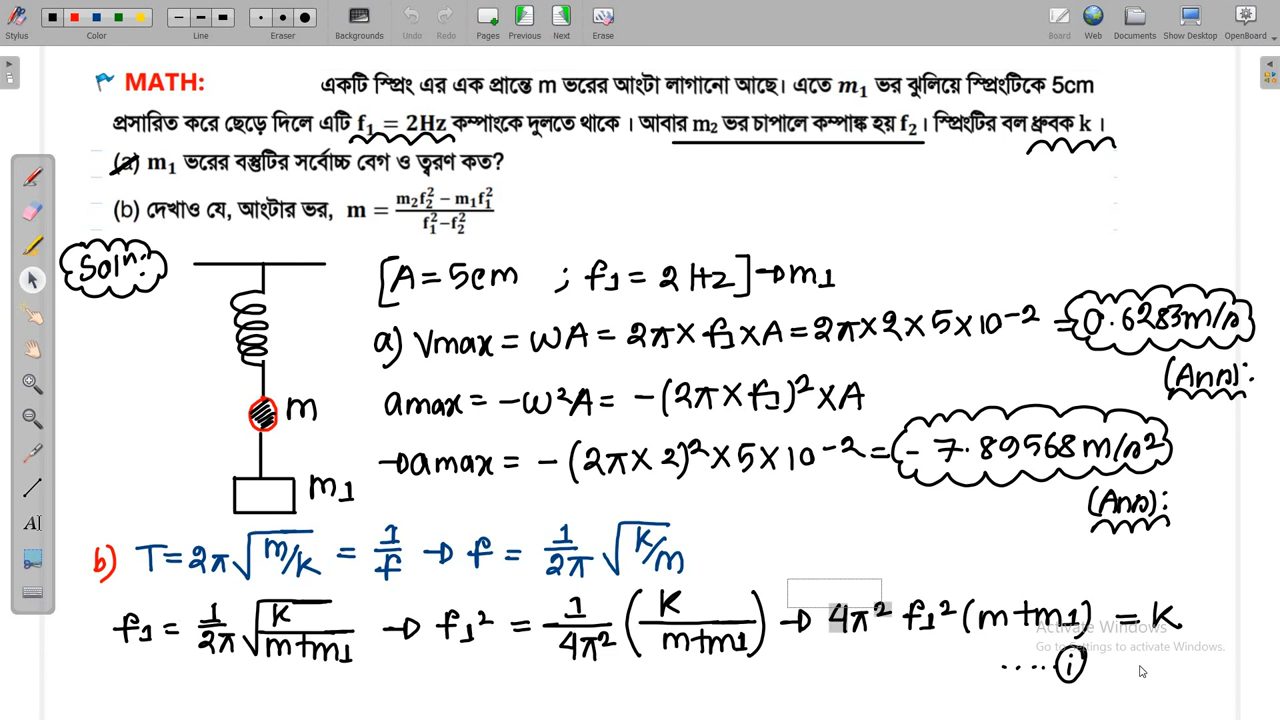 Stylus Color Line Eraser Backgrounds Undo Redo Pages Previous Next Erase Board Web Documents Show Desktop OpenBoard
MATH: একটি স্প্রিং এর এক প্রান্তে m ভরের আংটা লাগানো আছে। এতে m₁ ভর ঝুলিয়ে স্প্রিংটিকে 5cm
প্রসারিত করে ছেড়ে দিলে এটি f₁ = 2Hz কম্পাংকে দুলতে থাকে । আবার m₂ ভর চাপালে কম্পাঙ্ক হয় f₂ । স্প্রিংটির বল ধ্রুবক k ।
(a) m₁ ভরের বস্তুটির সর্বোচ্চ বেগ ও ত্বরণ কত?
(b) দেখাও যে, আংটার ভর, m = (m₂f₂² − m₁f₁²)/(f₁²−f₂²)
Solⁿ:
[A = 5cm ; f₁ = 2Hz] → m₁
a) Vmax = ωA = 2π × f₁ × A = 2π × 2 × 5 × 10⁻² = 0.6283 m/s
(Ans):
amax = −ω²A = −(2π × f₁)² × A
m
→ amax = −(2π × 2)² × 5 × 10⁻² = − 7.89568 m/s²
m₁
(Ans):
b) T = 2π√(m/k) = 1/f → f = 1/2π √(k/m)
f₁ = 1/2π √(K/(m+m₁)) → f₁² = 1/4π² (K/(m+m₁)) → 4π² f₁² (m+m₁) = K
Activate Windows
Go to Settings to activate Windows.
..... (i)